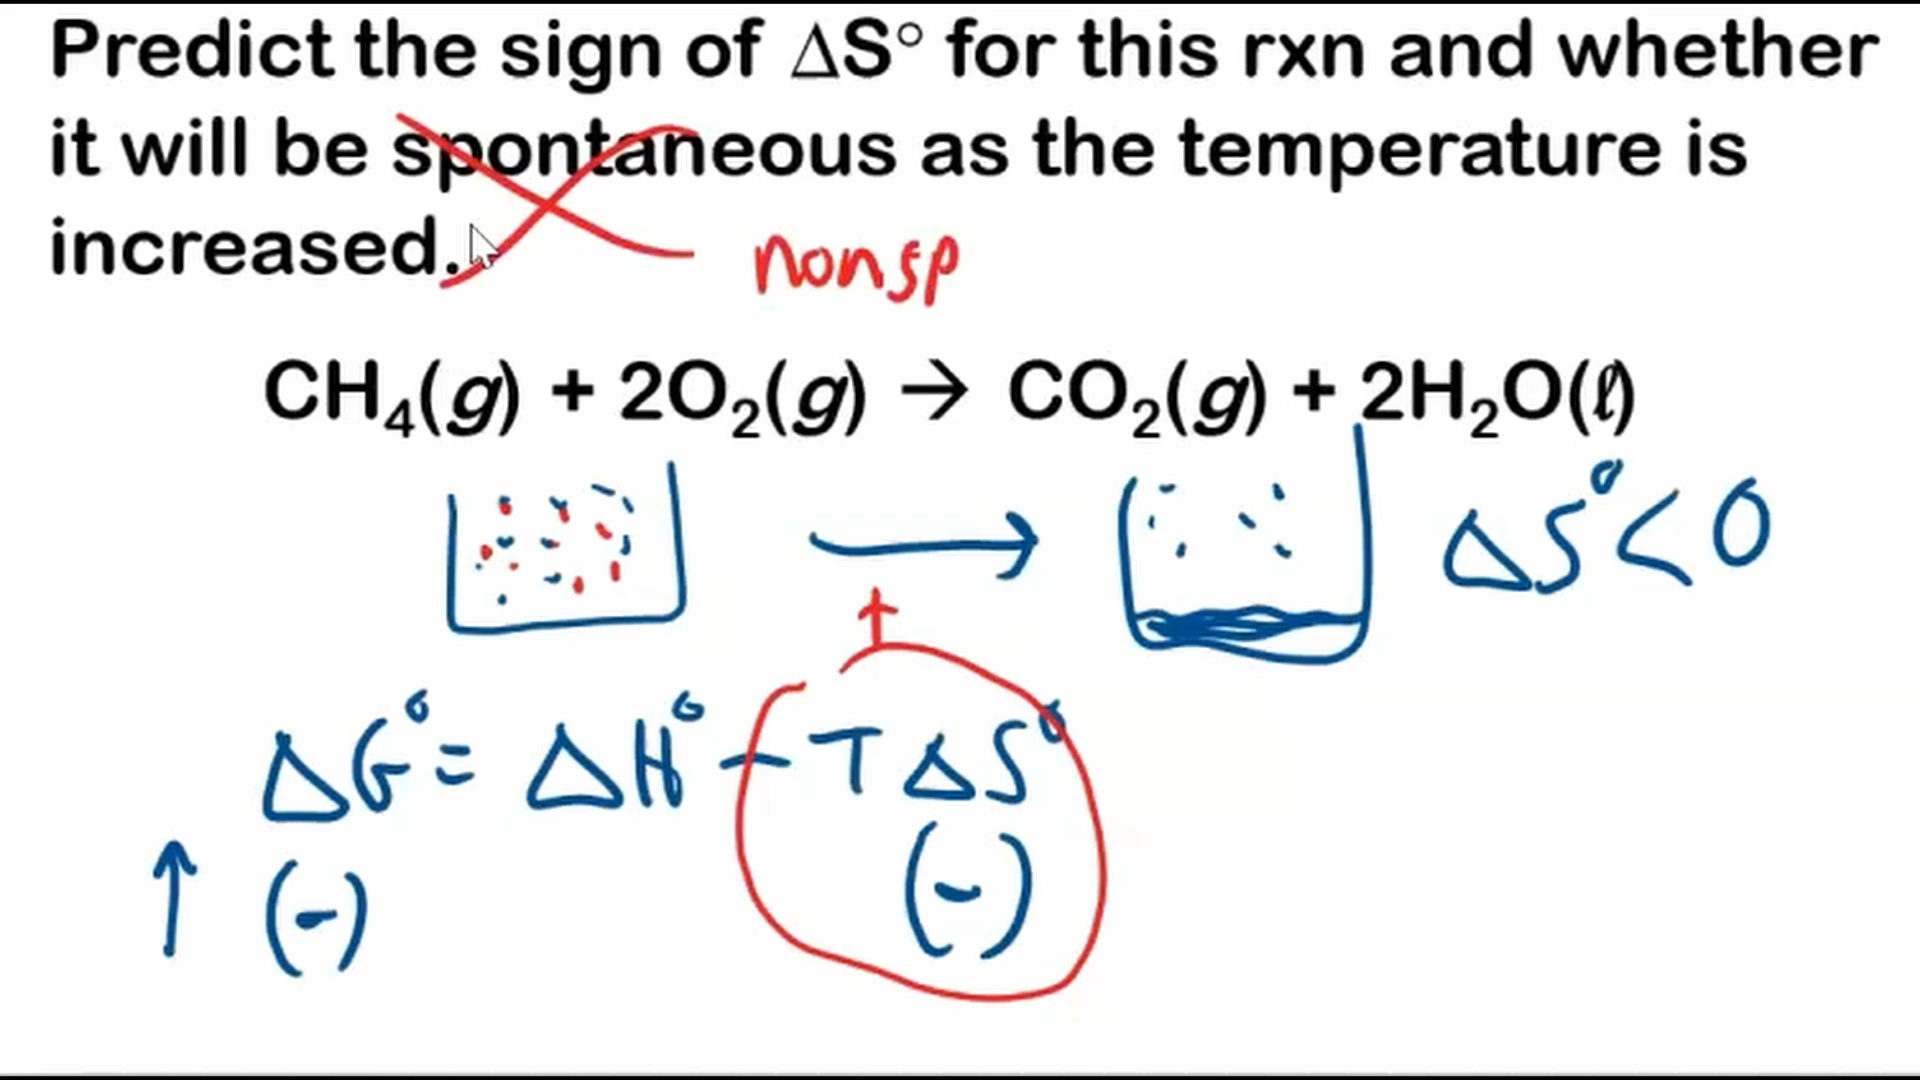 Predict the sign of ΔS° for this rxn and whether
it will be spontaneous as the temperature is
increased.
nonsp
CH₄(g) + 2O₂(g) → CO₂(g) + 2H₂O(ℓ)
ΔS° < 0
+
ΔG° = ΔH° - TΔS°
↑ (-) (-)